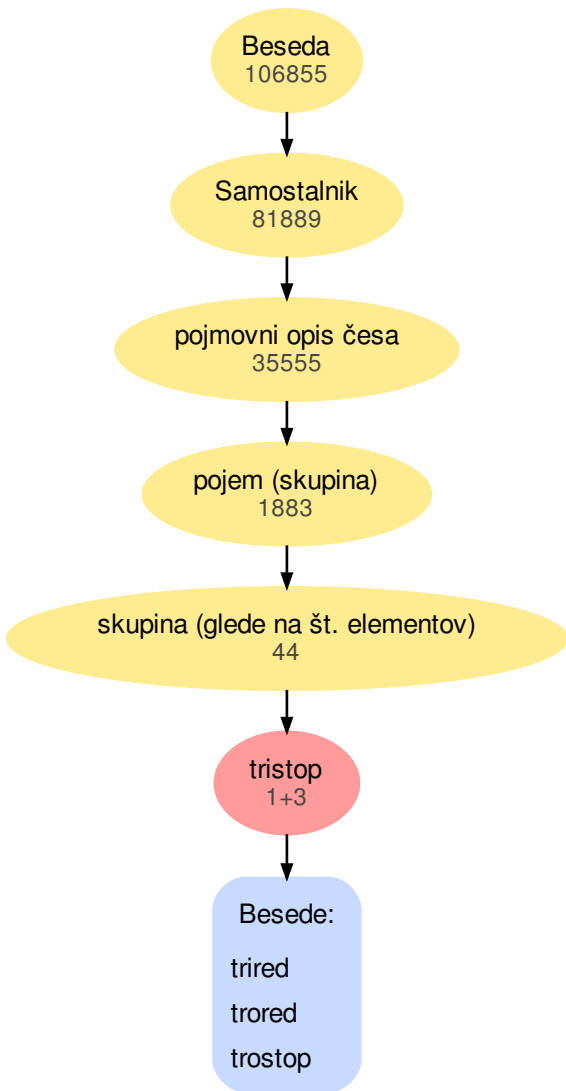 Beseda
106855
Samostalnik
81889
pojmovni opis česa
35555
pojem (skupina)
1883
skupina (glede na št. elementov)
44
tristop
1+3
Besede:
trired
trored
trostop